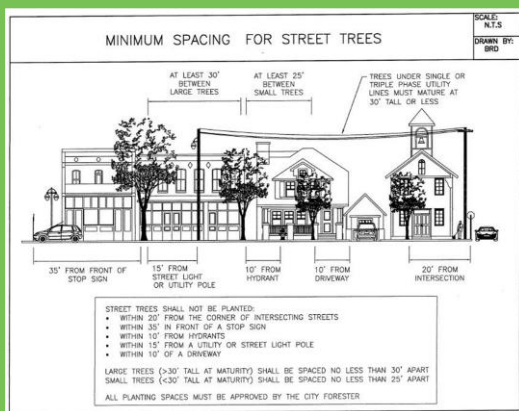 MINIMUM SPACING FOR STREET TREES
SCALE:
N.T.S
DRAWN BY:
BRD
AT LEAST 30'
BETWEEN
LARGE TREES
AT LEAST 25'
BETWEEN
SMALL TREES
TREES UNDER SINGLE OR
TRIPLE PHASE UTILITY
LINES MUST MATURE AT
30' TALL OR LESS
35' FROM FRONT OF
STOP SIGN
15' FROM
STREET LIGHT
OR UTILITY POLE
10' FROM
HYDRANT
10' FROM
DRIVEWAY
20' FROM
INTERSECTION
STREET TREES SHALL NOT BE PLANTED:
• WITHIN 20' FROM THE CORNER OF INTERSECTING STREETS
• WITHIN 35' IN FRONT OF A STOP SIGN
• WITHIN 10' FROM HYDRANTS
• WITHIN 15' FROM A UTILITY OR STREET LIGHT POLE
• WITHIN 10' OF A DRIVEWAY
LARGE TREES (>30' TALL AT MATURITY) SHALL BE SPACED NO LESS THAN 30' APART
SMALL TREES (<30' TALL AT MATURITY) SHALL BE SPACED NO LESS THAN 25' APART
ALL PLANTING SPACES MUST BE APPROVED BY THE CITY FORESTER